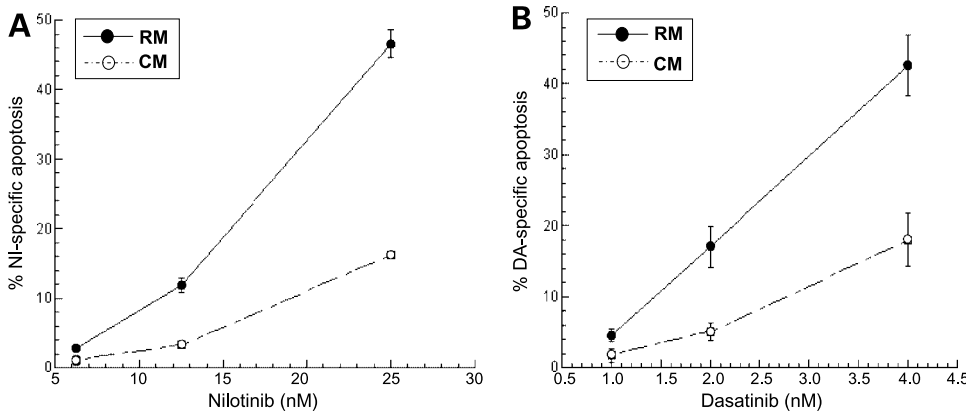 A
RM
CM
% NI-specific apoptosis
50
40
30
20
10
0
5 10 15 20 25 30
Nilotinib (nM)
B
RM
CM
% DA-specific apoptosis
50
40
30
20
10
0
0.5 1.0 1.5 2.0 2.5 3.0 3.5 4.0 4.5
Dasatinib (nM)